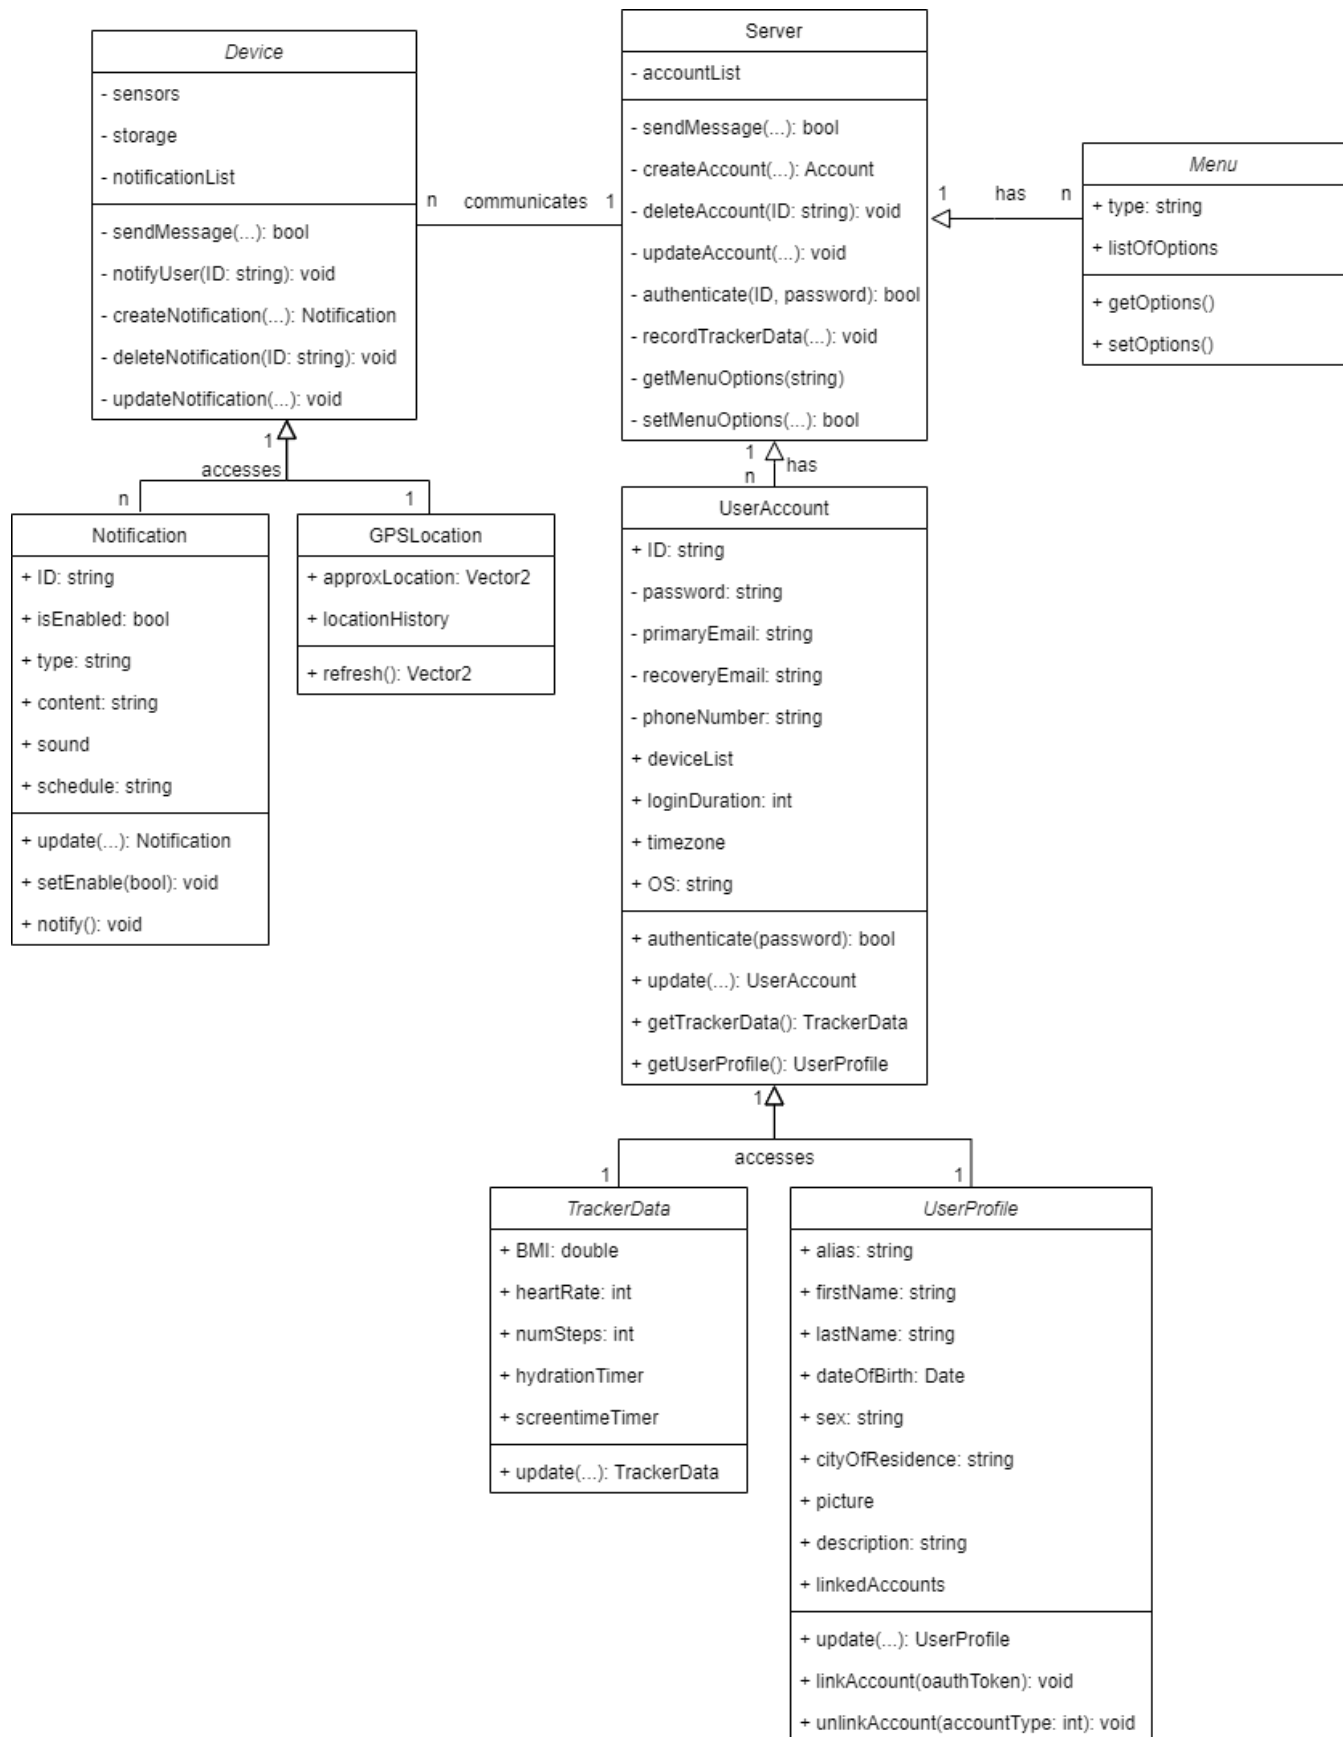 Device
- sensors
- storage
- notificationList
- sendMessage(...): bool
- notifyUser(ID: string): void
- createNotification(...): Notification
- deleteNotification(ID: string): void
- updateNotification(...): void
n communicates 1
Server
- accountList
- sendMessage(...): bool
- createAccount(...): Account
- deleteAccount(ID: string): void
- updateAccount(...): void
- authenticate(ID, password): bool
- recordTrackerData(...): void
- getMenuOptions(string)
- setMenuOptions(...): bool
1 has n
Menu
+ type: string
+ listOfOptions
+ getOptions()
+ setOptions()
1
accesses
n
1
Notification
+ ID: string
+ isEnabled: bool
+ type: string
+ content: string
+ sound
+ schedule: string
+ update(...): Notification
+ setEnable(bool): void
+ notify(): void
GPSLocation
+ approxLocation: Vector2
+ locationHistory
+ refresh(): Vector2
1
has
n
UserAccount
+ ID: string
- password: string
- primaryEmail: string
- recoveryEmail: string
- phoneNumber: string
+ deviceList
+ loginDuration: int
+ timezone
+ OS: string
+ authenticate(password): bool
+ update(...): UserAccount
+ getTrackerData(): TrackerData
+ getUserProfile(): UserProfile
1
accesses
1
1
TrackerData
+ BMI: double
+ heartRate: int
+ numSteps: int
+ hydrationTimer
+ screentimeTimer
+ update(...): TrackerData
UserProfile
+ alias: string
+ firstName: string
+ lastName: string
+ dateOfBirth: Date
+ sex: string
+ cityOfResidence: string
+ picture
+ description: string
+ linkedAccounts
+ update(...): UserProfile
+ linkAccount(oauthToken): void
+ unlinkAccount(accountType: int): void